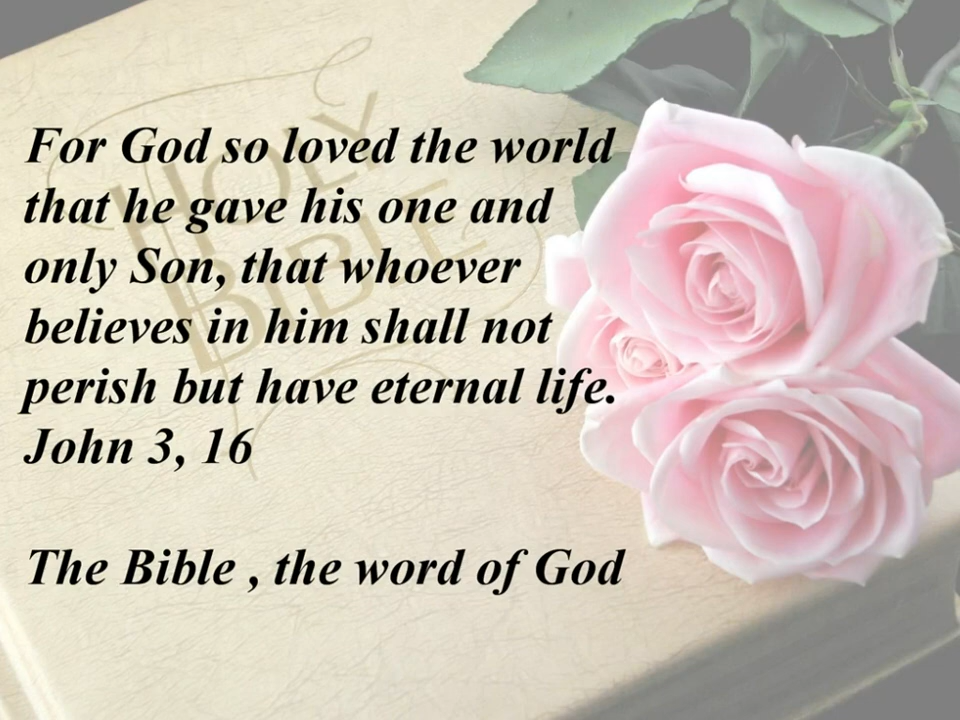 HOLY
BIBLE
For God so loved the world
that he gave his one and
only Son, that whoever
believes in him shall not
perish but have eternal life.
John 3, 16
The Bible , the word of God